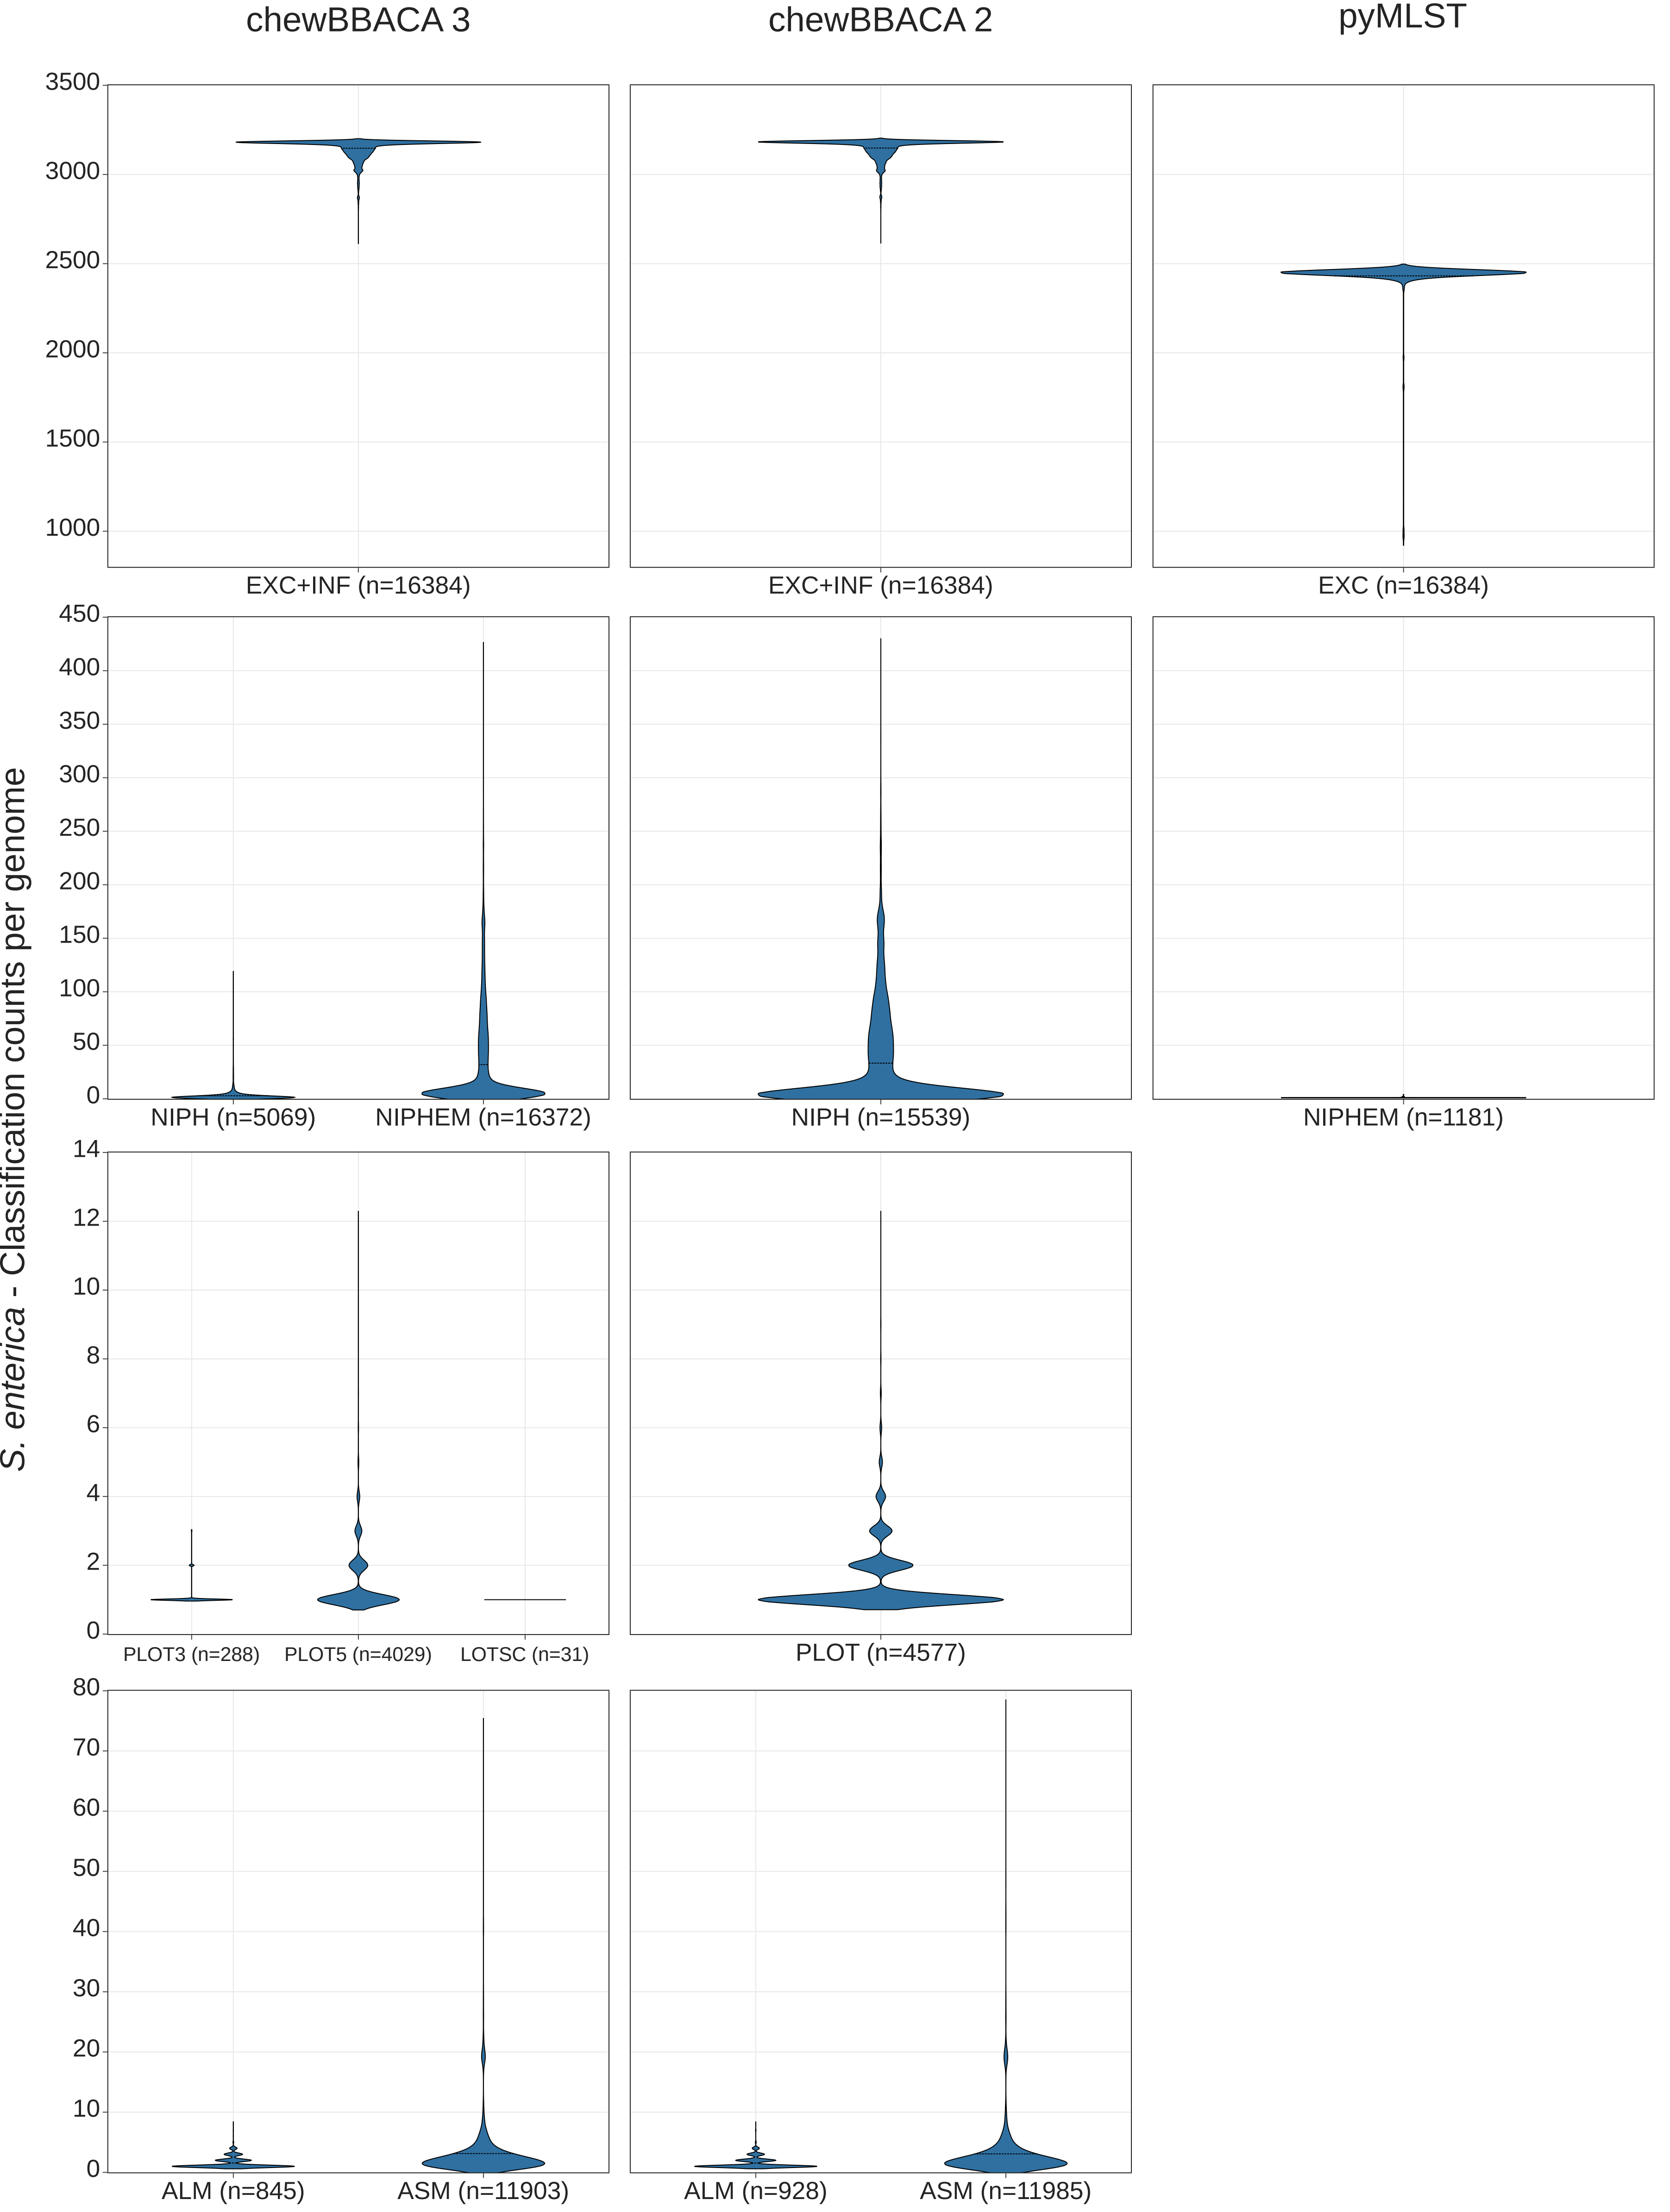 chewBBACA 3
chewBBACA 2
pyMLST
S. enterica - Classification counts per genome
3500
3000
2500
2000
1500
1000
EXC+INF (n=16384)
EXC+INF (n=16384)
EXC (n=16384)
450
400
350
300
250
200
150
100
50
0
NIPH (n=5069)
NIPHEM (n=16372)
NIPH (n=15539)
NIPHEM (n=1181)
14
12
10
8
6
4
2
0
PLOT3 (n=288)
PLOT5 (n=4029)
LOTSC (n=31)
PLOT (n=4577)
80
70
60
50
40
30
20
10
0
ALM (n=845)
ASM (n=11903)
ALM (n=928)
ASM (n=11985)